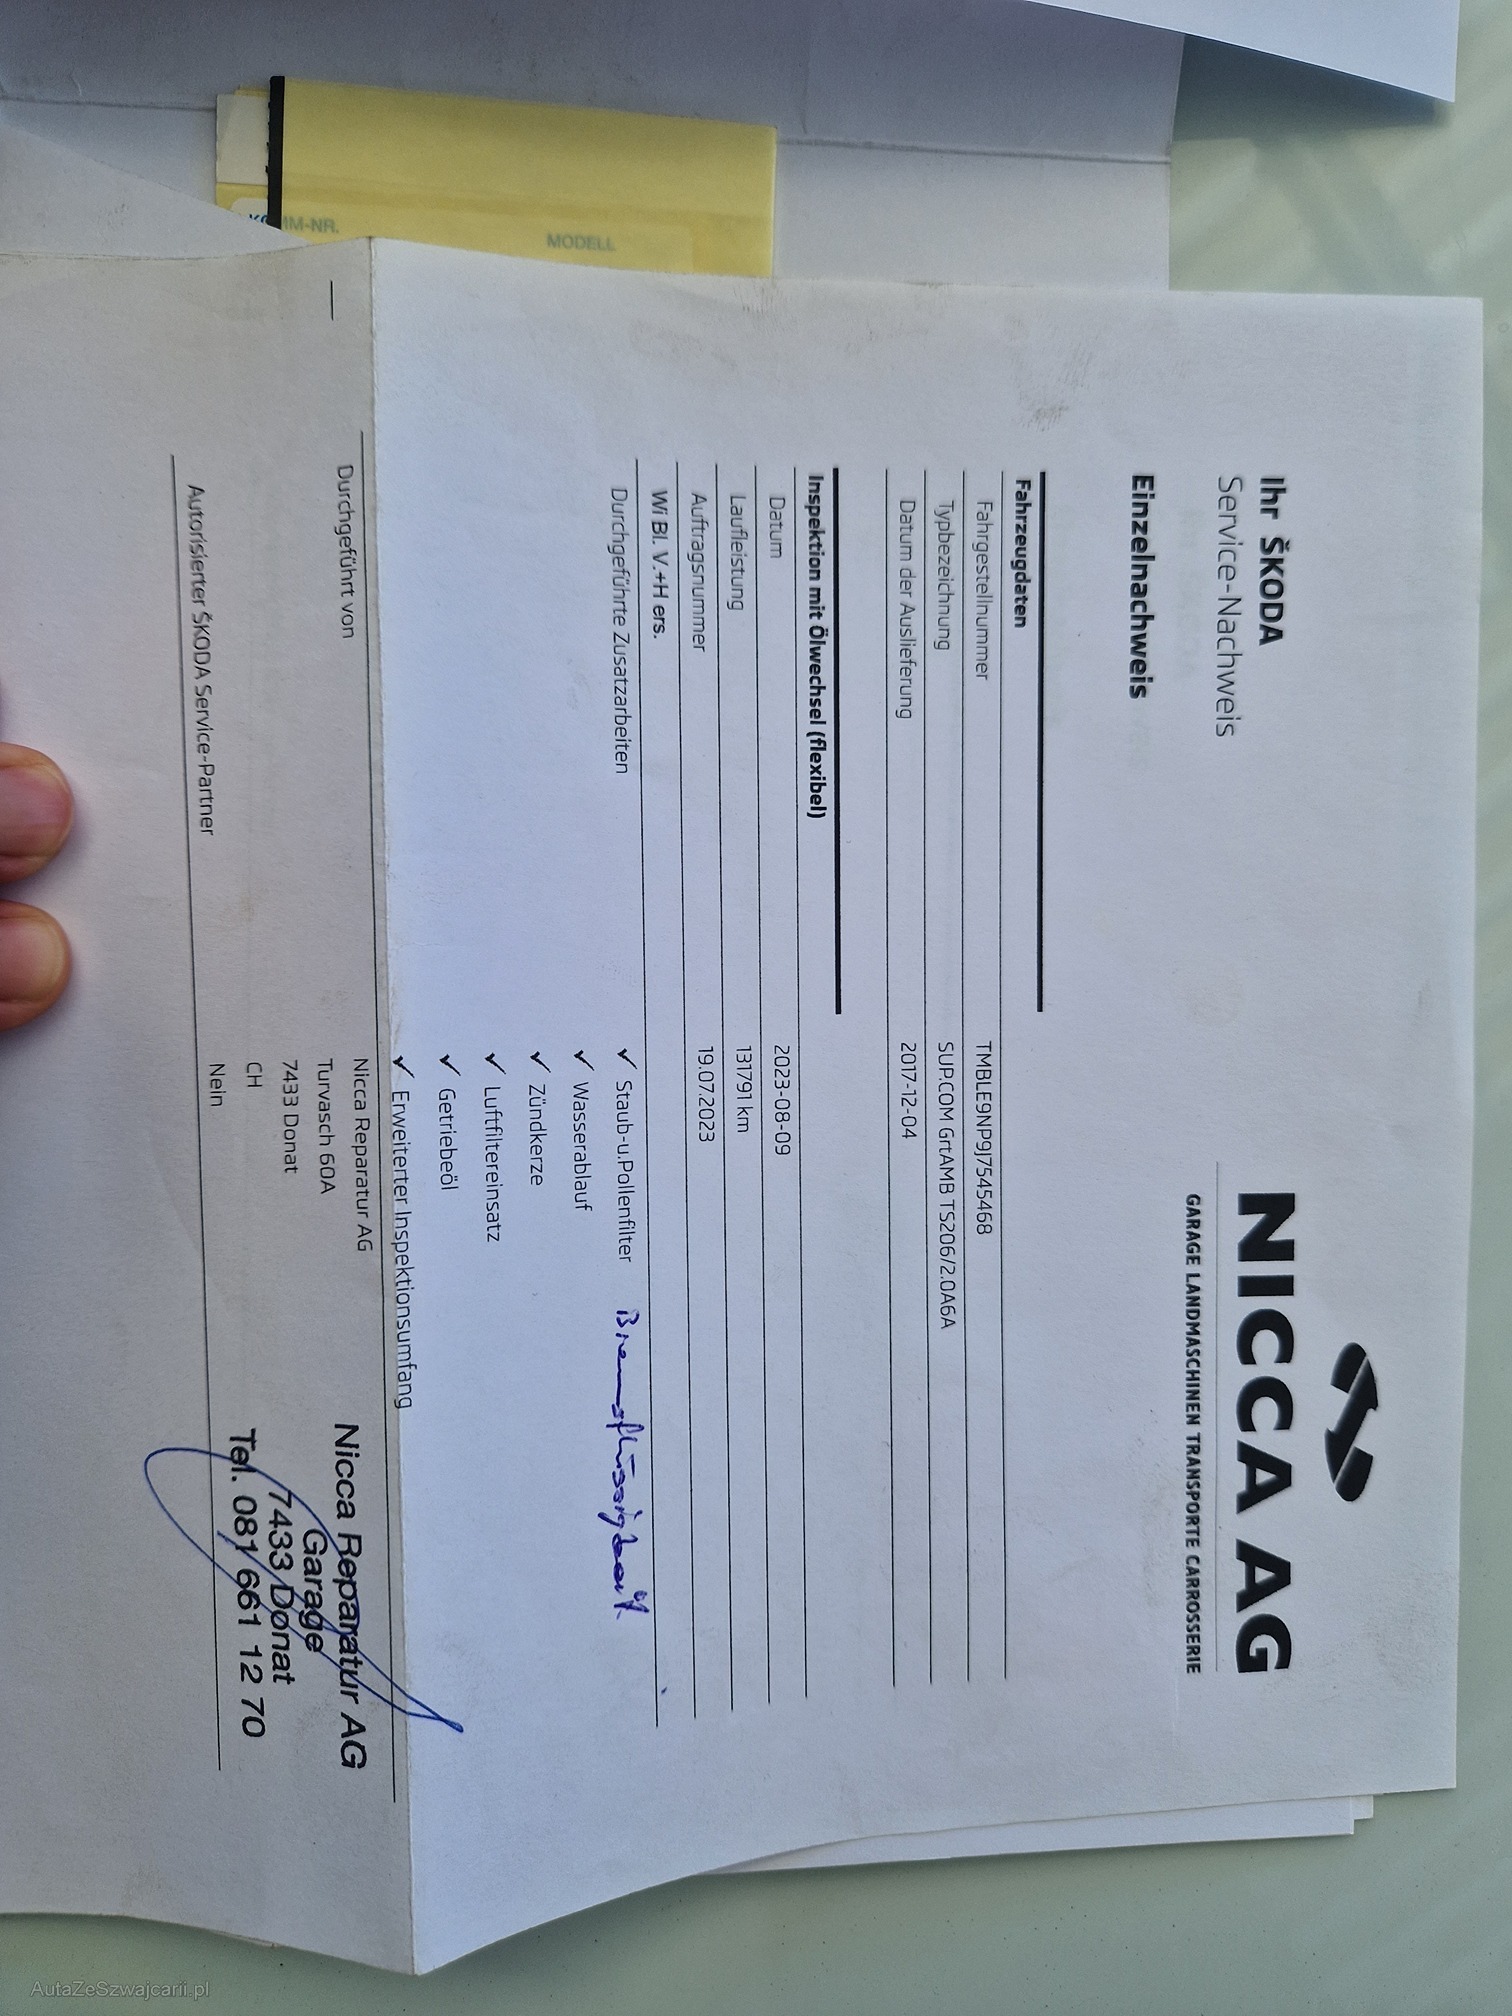 NICCA AG
GARAGE LANDMASCHINEN TRANSPORTE CARROSSERIE
Ihr ŠKODA
Service-Nachweis
Einzelnachweis
Fahrzeugdaten
Fahrgestellnummer TMBLE9NP9J7545468
Typbezeichnung SUP.COM GrtAMB TS206/2.0A6A
Datum der Auslieferung 2017-12-04
Inspektion mit Ölwechsel (flexibel)
Datum 2023-08-09
Laufleistung 131791 km
Auftragsnummer 19.07.2023
Wi Bl. V.+H ers.
Durchgeführte Zusatzarbeiten ✓ Staub-u.Pollenfilter Bremsflüssigkeit
✓ Wasserablauf
✓ Zündkerze
✓ Luftfiltereinsatz
✓ Getriebeöl
✓ Erweiterter Inspektionsumfang
Durchgeführt von Nicca Reparatur AG
Turvasch 60A
7433 Donat
CH
Autorisierter ŠKODA Service-Partner Nein
Nicca Reparatur AG
Garage
7433 Donat
Tel. 081 661 12 70
KOMM-NR.
MODELL
AutaZeSzwajcarii.pl